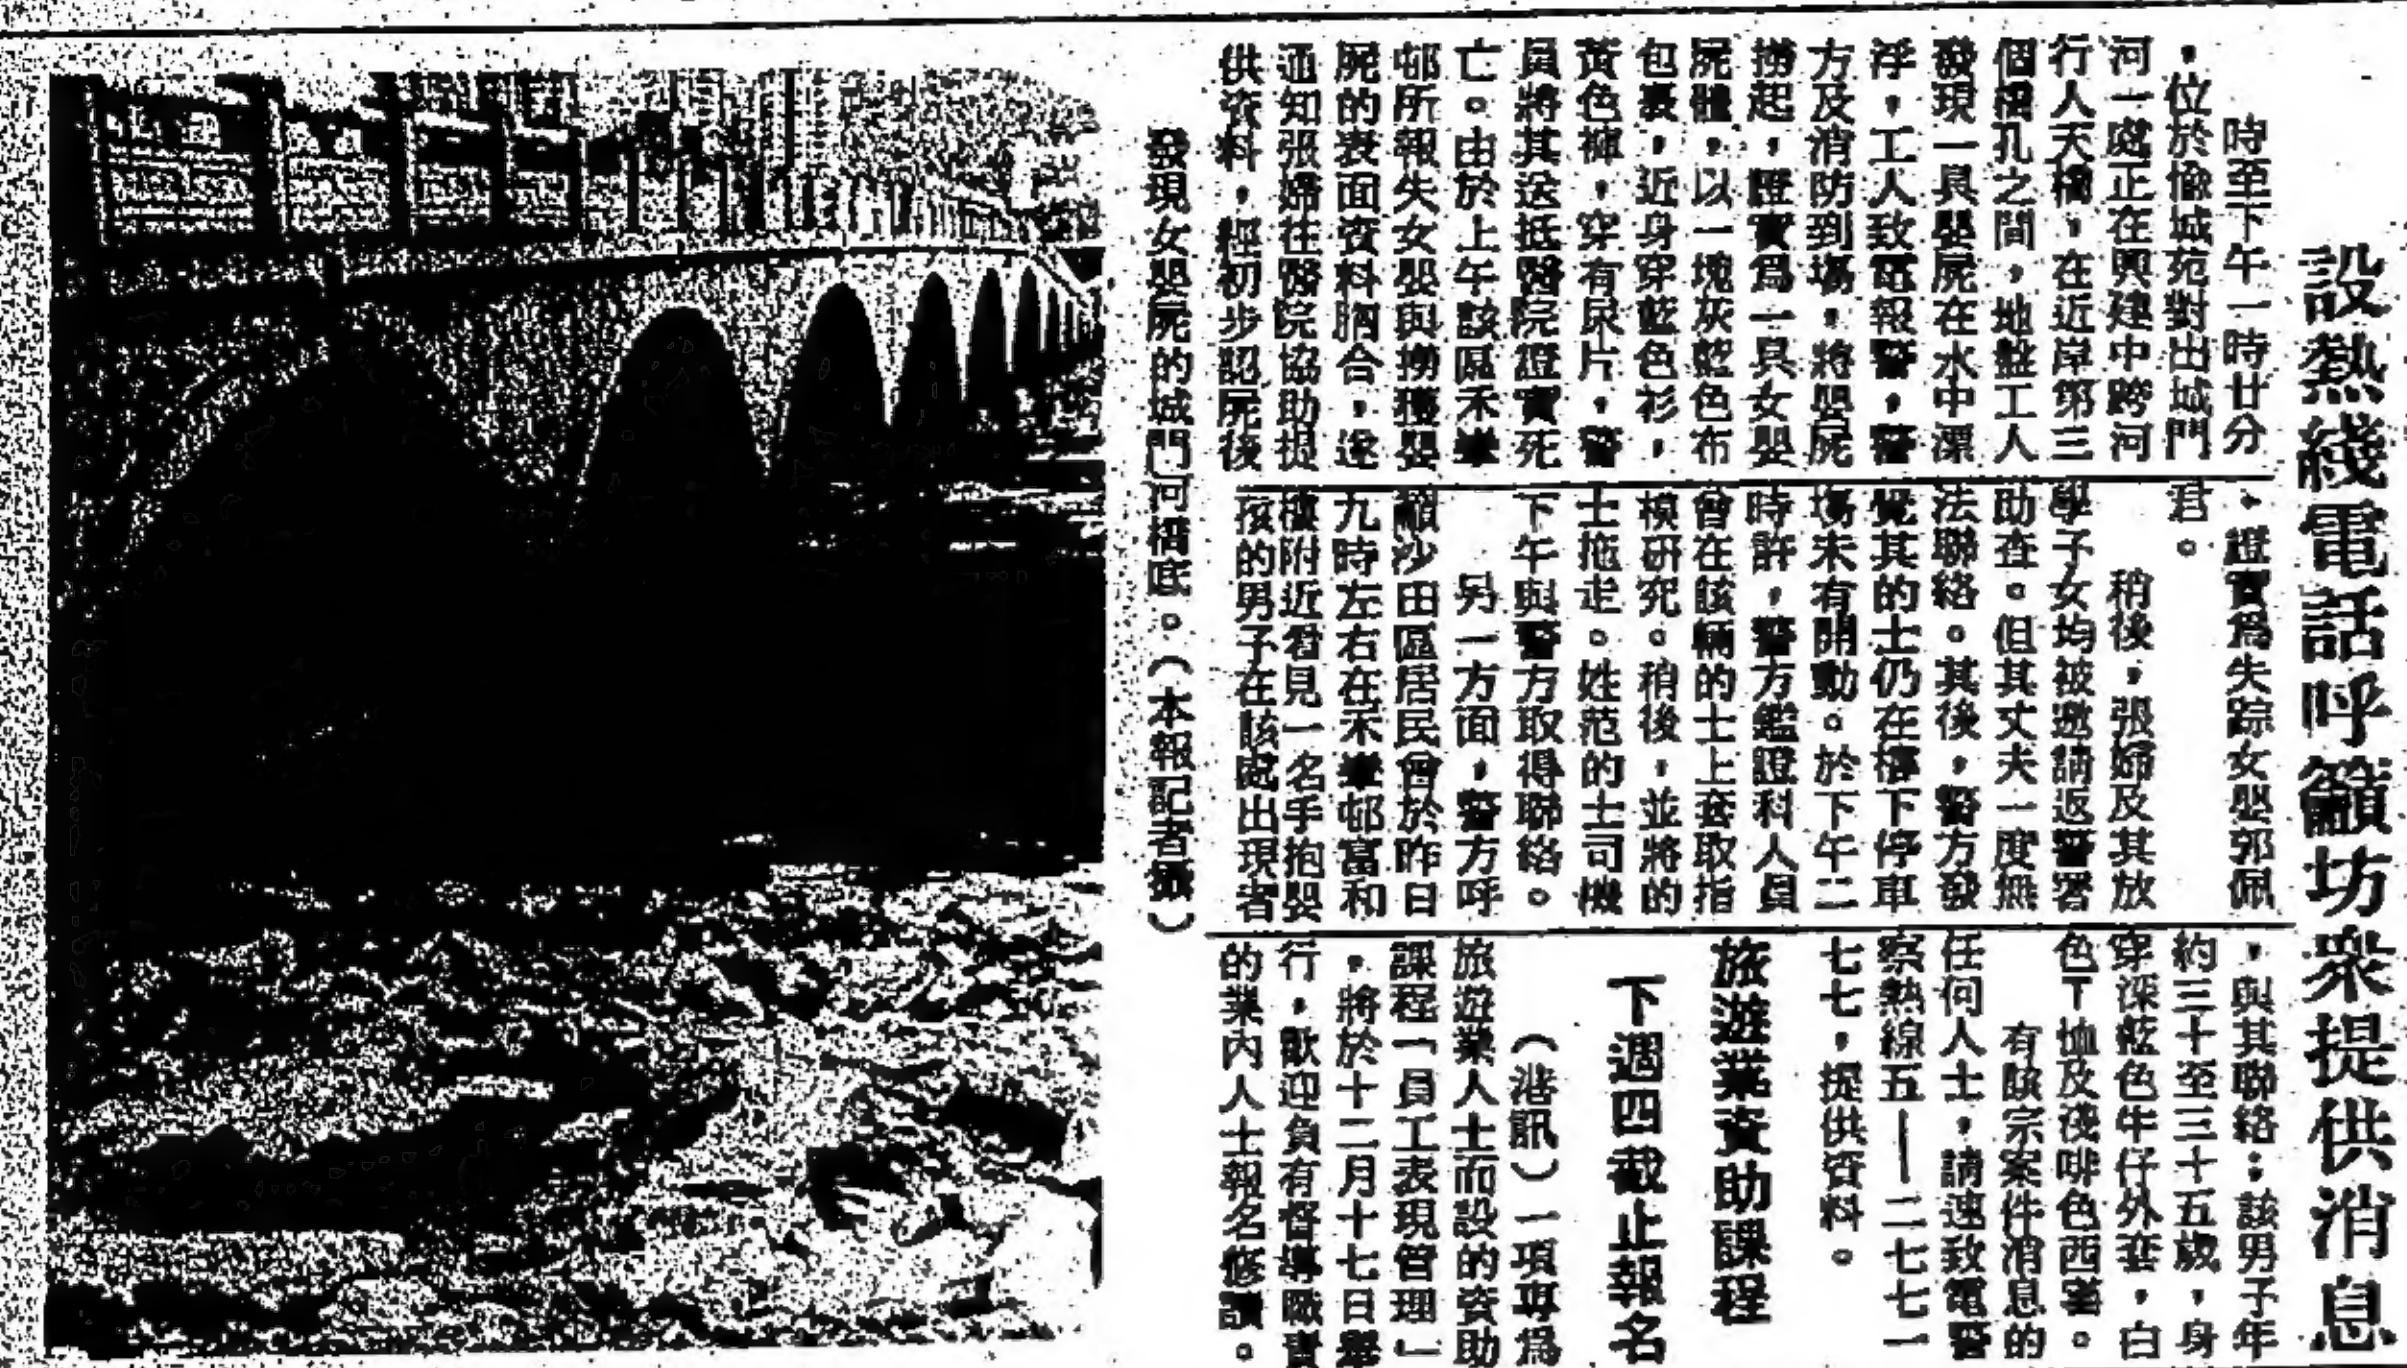 設熱綫電話呼籲坊衆提供消息
時至下午一時廿分
，位於愉城苑對出城門
河一處正在興建中跨河
行人天橋，在近岸第三
個橋孔之間，地盤工人
發現一具嬰屍在水中漂
浮，工人致電報警，警
方及消防到場，將嬰屍
撈起，證實爲一具女嬰
屍體，以一塊灰藍色布
包裹，近身穿藍色衫，
黃色褲，穿有尿片，警
員將其送抵醫院證實死
亡。由於上午該區禾輋
邨所報失女嬰與撈獲嬰
屍的表面資料脗合，遂
通知張婦在醫院協助提
供資料，經初步認屍後
，證實爲失踪女嬰郭佩
君。
稍後，張婦及其放
學子女均被邀請返警署
助查。但其丈夫一度無
法聯絡。其後，警方發
覺其的士仍在樓下停車
塲未有開動。於下午二
時許，警方鑑證科人員
曾在該輛的士上套取指
模研究。稍後，並將的
士拖走。姓范的士司機
下午與警方取得聯絡。
另一方面，警方呼
籲沙田區居民曾於昨日
九時左右在禾輋邨富和
樓附近看見一名手抱嬰
孩的男子在該處出現者
，與其聯絡；該男子年
約三十至三十五歲，身
穿深藍色牛仔外套，白
色T恤及淺啡色西褲。
有該宗案件消息的
任何人士，請速致電警
察熱線五——二七七一
七七，提供資料。
旅遊業資助課程
下週四截止報名
（港訊）一項專爲
旅遊業人士而設的資助
課程「員工表現管理」
，將於十二月十七日舉
行，歡迎負有督導職責
的業內人士報名修讀。
發現女嬰屍的城門河橋底。（本報記者攝）